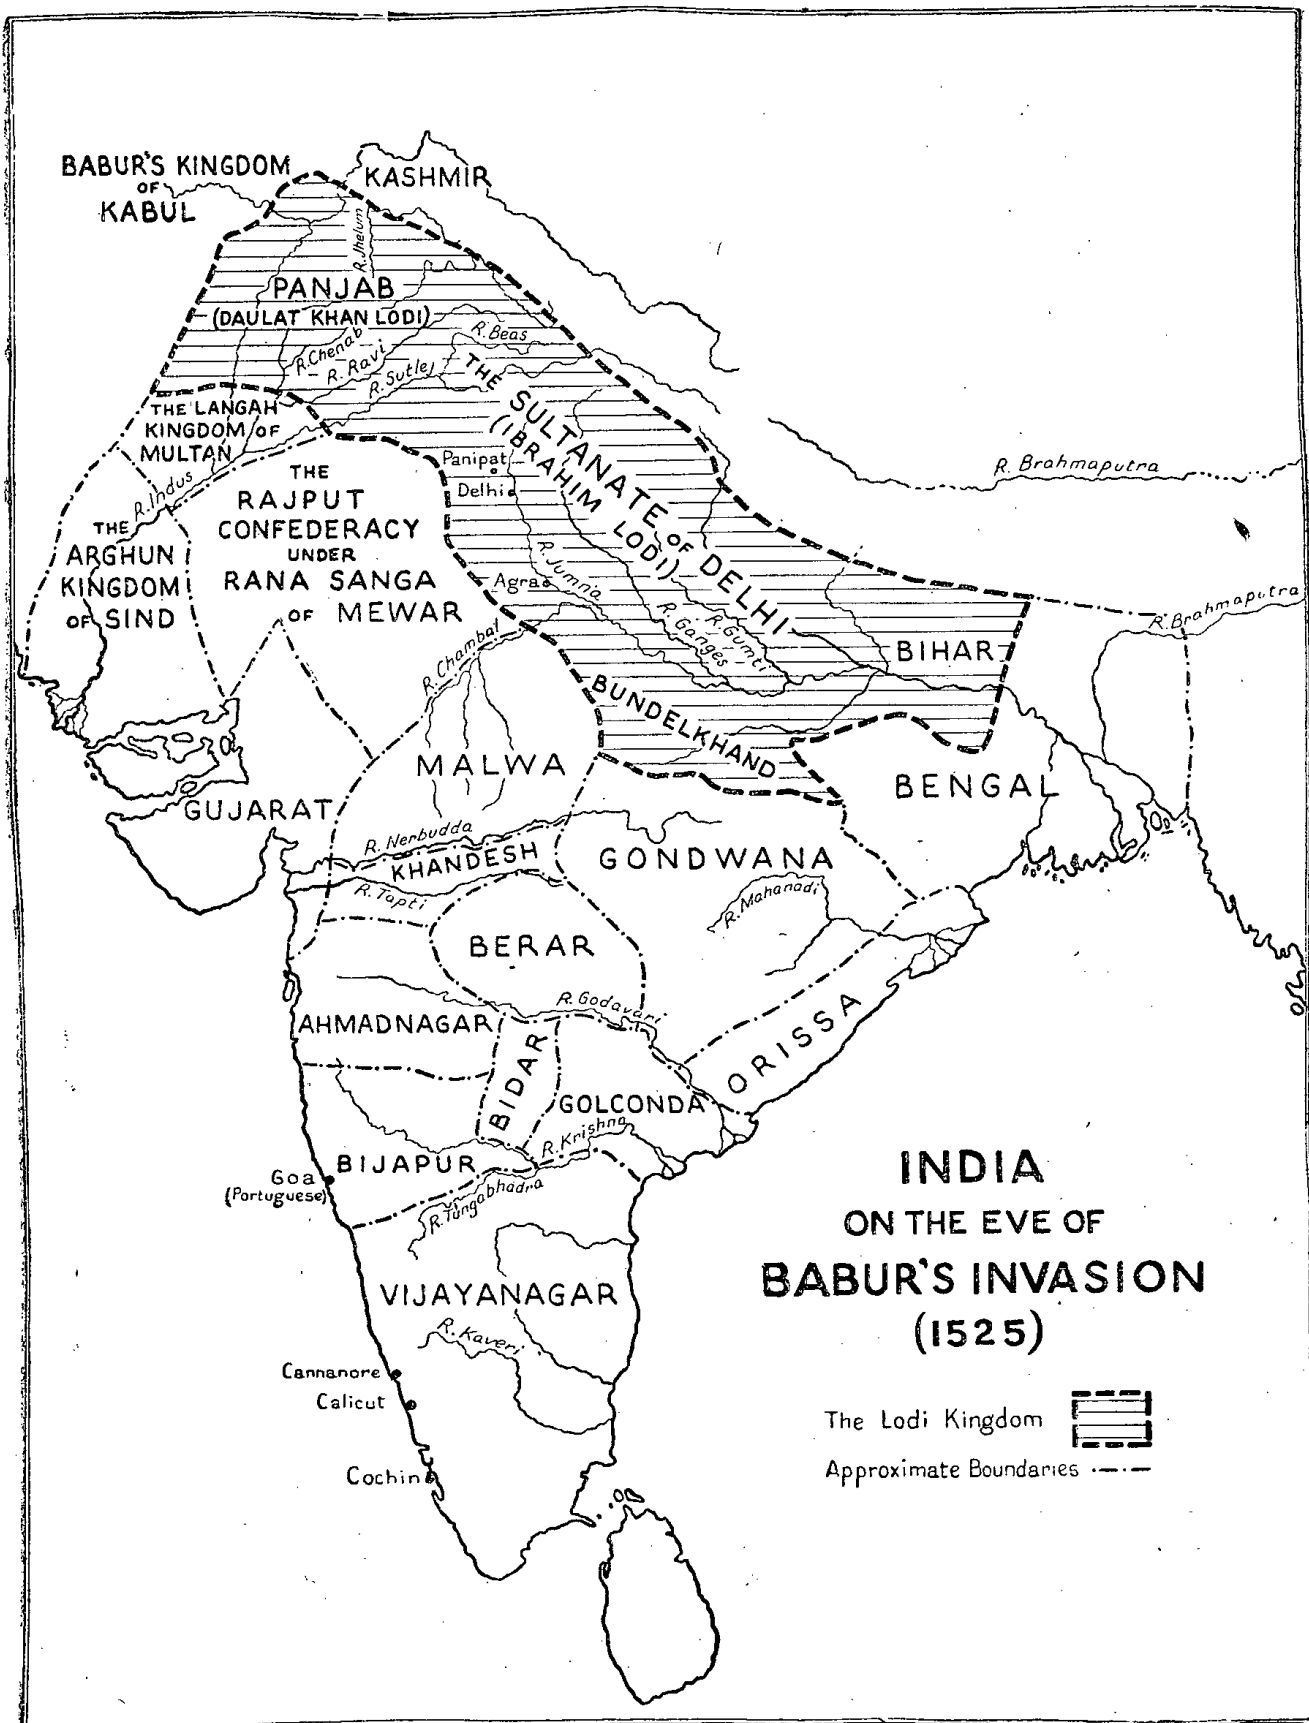 BABUR'S KINGDOM
OF
KABUL
KASHMIR
R. Jhelum
PANJAB
(DAULAT KHAN LODI)
R. Chenab
R. Ravi
R. Beas
R. Sutlej
THE LANGAH
KINGDOM OF
MULTAN
THE
SULTANATE
OF
DELHI
(IBRAHIM
LODI)
Panipat
Delhi
R. Indus
THE
RAJPUT
CONFEDERACY
UNDER
RANA SANGA
OF MEWAR
THE
ARGHUN
KINGDOM
OF SIND
R. Brahmaputra
Agra
R. Jumna
R. Ganges
R. Gumti
R. Brahmaputra
BIHAR
R. Chambal
BUNDELKHAND
MALWA
BENGAL
GUJARAT
R. Nerbudda
KHANDESH
R. Tapti
GONDWANA
R. Mahanadi
BERAR
R. Godavari
AHMADNAGAR
BIDAR
ORISSA
GOLCONDA
R. Krishna
BIJAPUR
Goa
(Portuguese)
R. Tungabhadra
VIJAYANAGAR
R. Kaveri
Cannanore
Calicut
Cochin
INDIA
ON THE EVE OF
BABUR'S INVASION
(1525)
The Lodi Kingdom
Approximate Boundaries